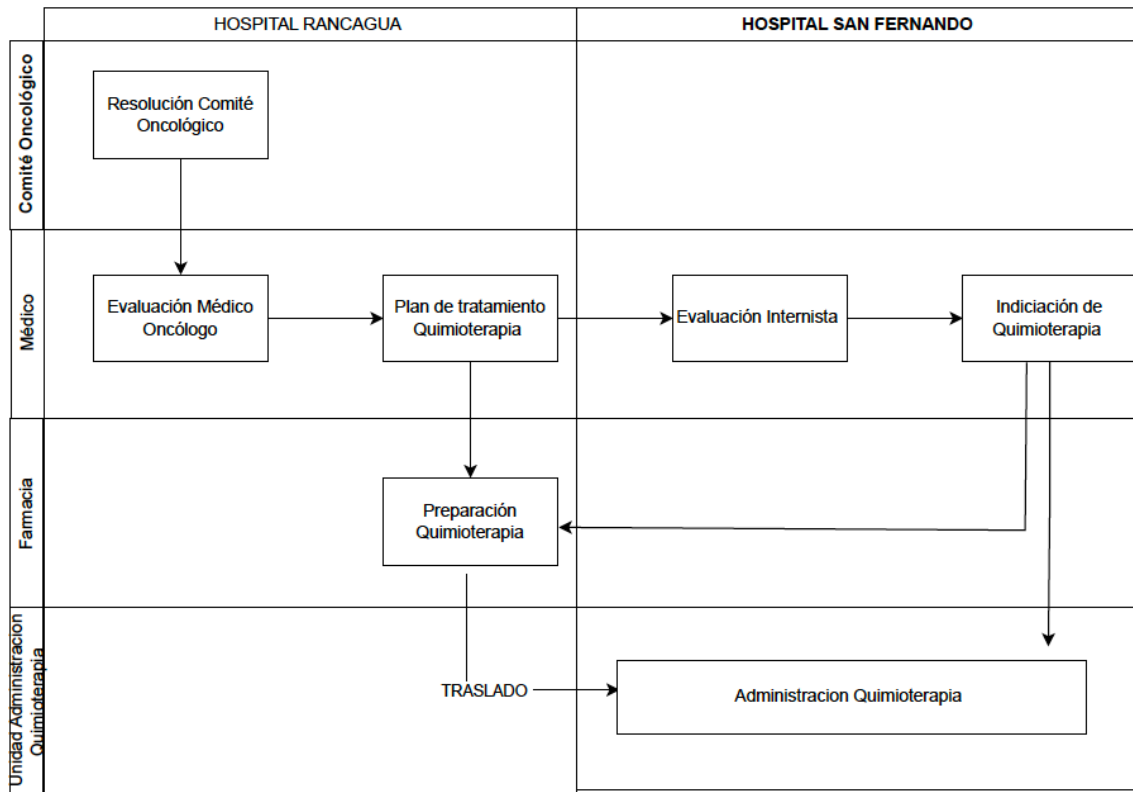 HOSPITAL RANCAGUA
HOSPITAL SAN FERNANDO
Comité Oncológico
Resolución Comité
Oncológico
Médico
Evaluación Médico
Oncólogo
Plan de tratamiento
Quimioterapia
Evaluación Internista
Indiciación de
Quimioterapia
Farmacia
Preparación
Quimioterapia
Unidad Administracion
Quimioterapia
TRASLADO
Administracion Quimioterapia